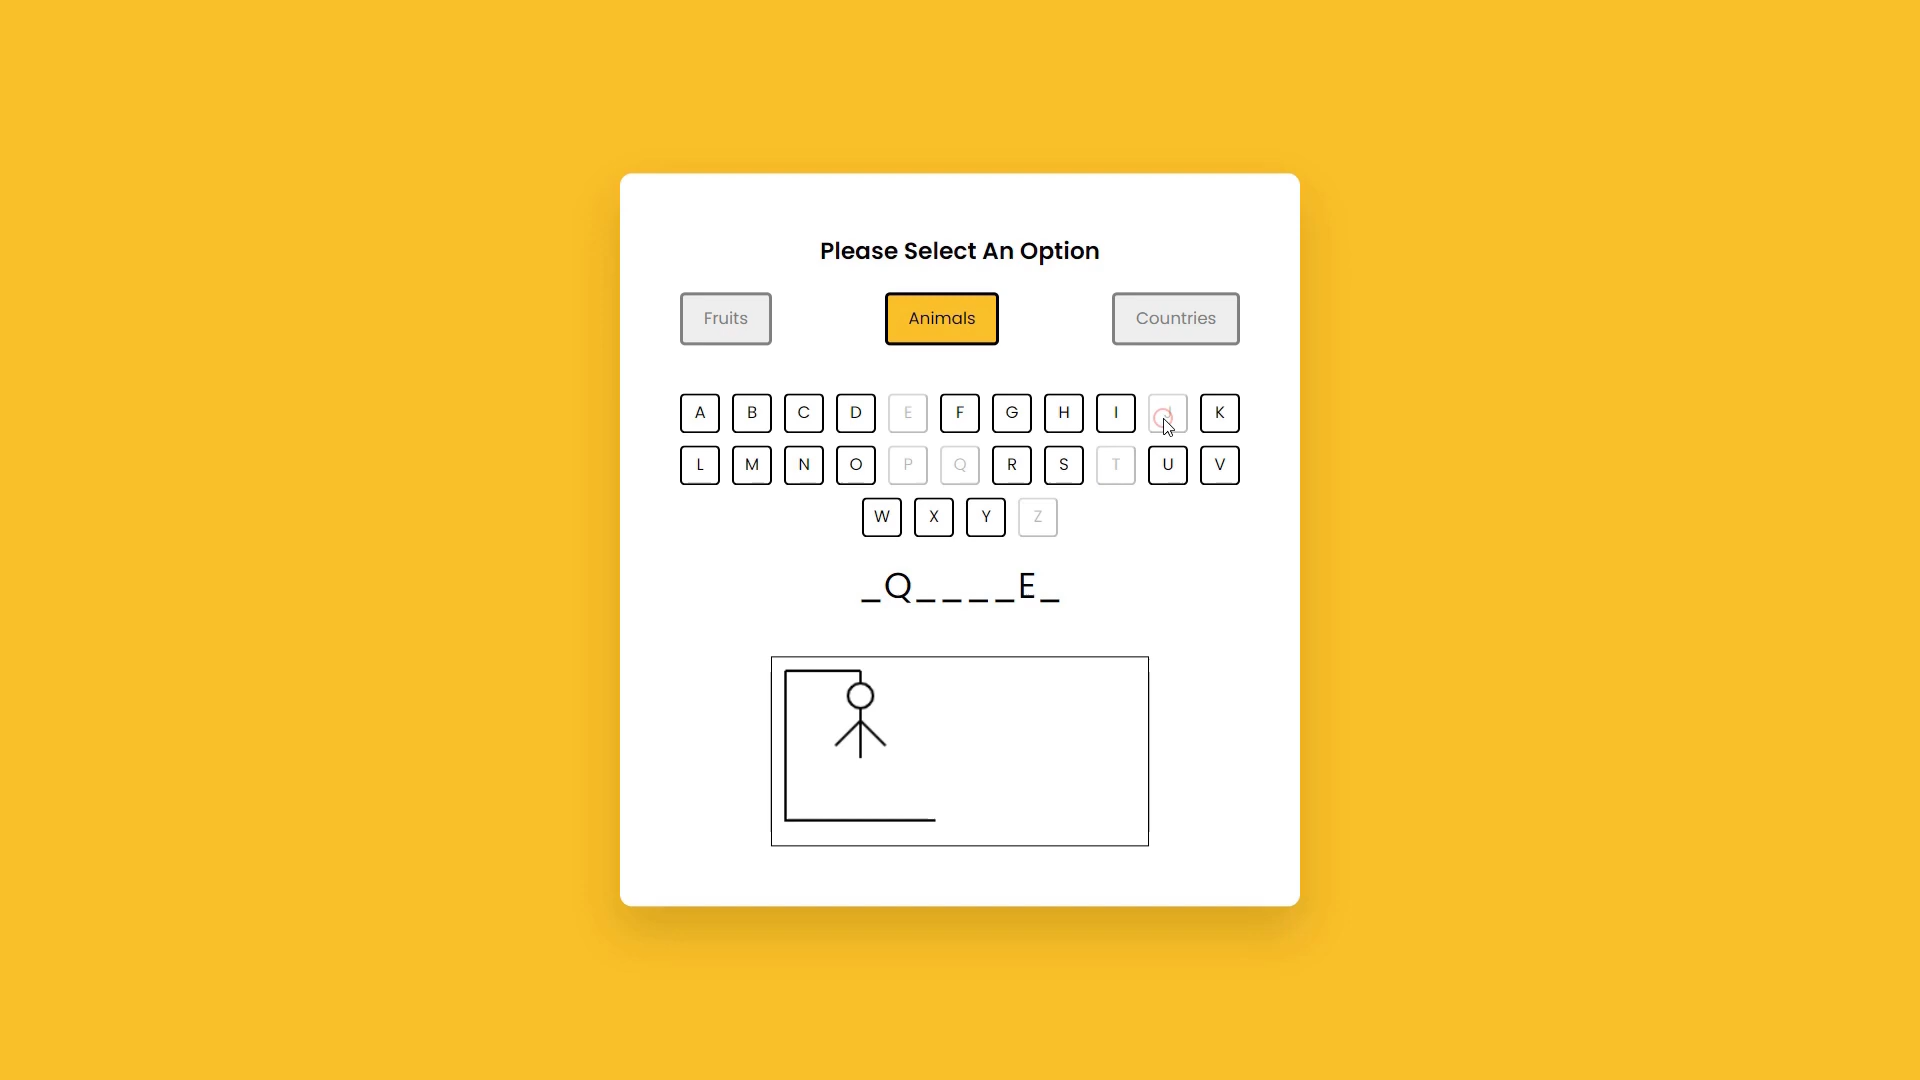 Please Select An Option
Fruits Animals Countries
A B C D E F G H I J K
L M N O P Q R S T U V
W X Y Z
_Q____E_